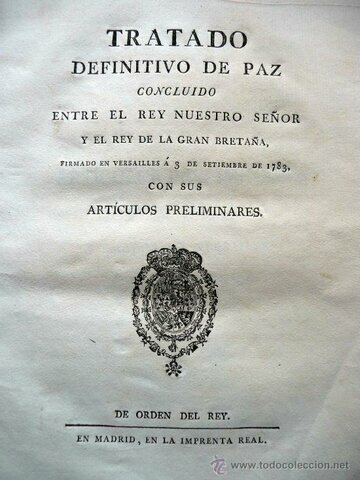 TRATADO
DEFINITIVO DE PAZ
CONCLUIDO
ENTRE EL REY NUESTRO SEÑOR
Y EL REY DE LA GRAN BRETAÑA,
FIRMADO EN VERSAILLES Á 3 DE SETIEMBRE DE 1783,
CON SUS
ARTÍCULOS PRELIMINARES.
DE ORDEN DEL REY.
EN MADRID, EN LA IMPRENTA REAL.
© www.todocoleccion.net